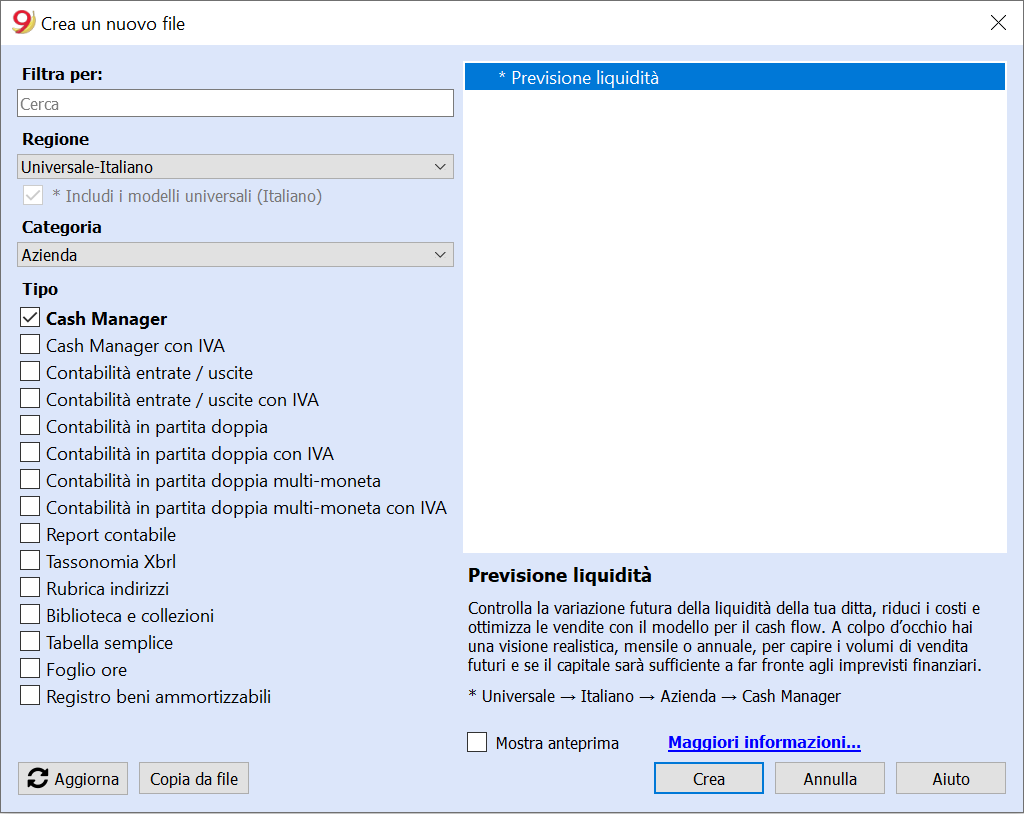 Crea un nuovo file
Filtra per:
Cerca
Regione
Universale-Italiano
* Includi i modelli universali (Italiano)
Categoria
Azienda
Tipo
Cash Manager
Cash Manager con IVA
Contabilità entrate / uscite
Contabilità entrate / uscite con IVA
Contabilità in partita doppia
Contabilità in partita doppia con IVA
Contabilità in partita doppia multi-moneta
Contabilità in partita doppia multi-moneta con IVA
Report contabile
Tassonomia Xbrl
Rubrica indirizzi
Biblioteca e collezioni
Tabella semplice
Foglio ore
Registro beni ammortizzabili
Aggiorna
Copia da file
* Previsione liquidità
Previsione liquidità
Controlla la variazione futura della liquidità della tua ditta, riduci i costi e
ottimizza le vendite con il modello per il cash flow. A colpo d'occhio hai
una visione realistica, mensile o annuale, per capire i volumi di vendita
futuri e se il capitale sarà sufficiente a far fronte agli imprevisti finanziari.
* Universale → Italiano → Azienda → Cash Manager
Mostra anteprima
Maggiori informazioni...
Crea
Annulla
Aiuto